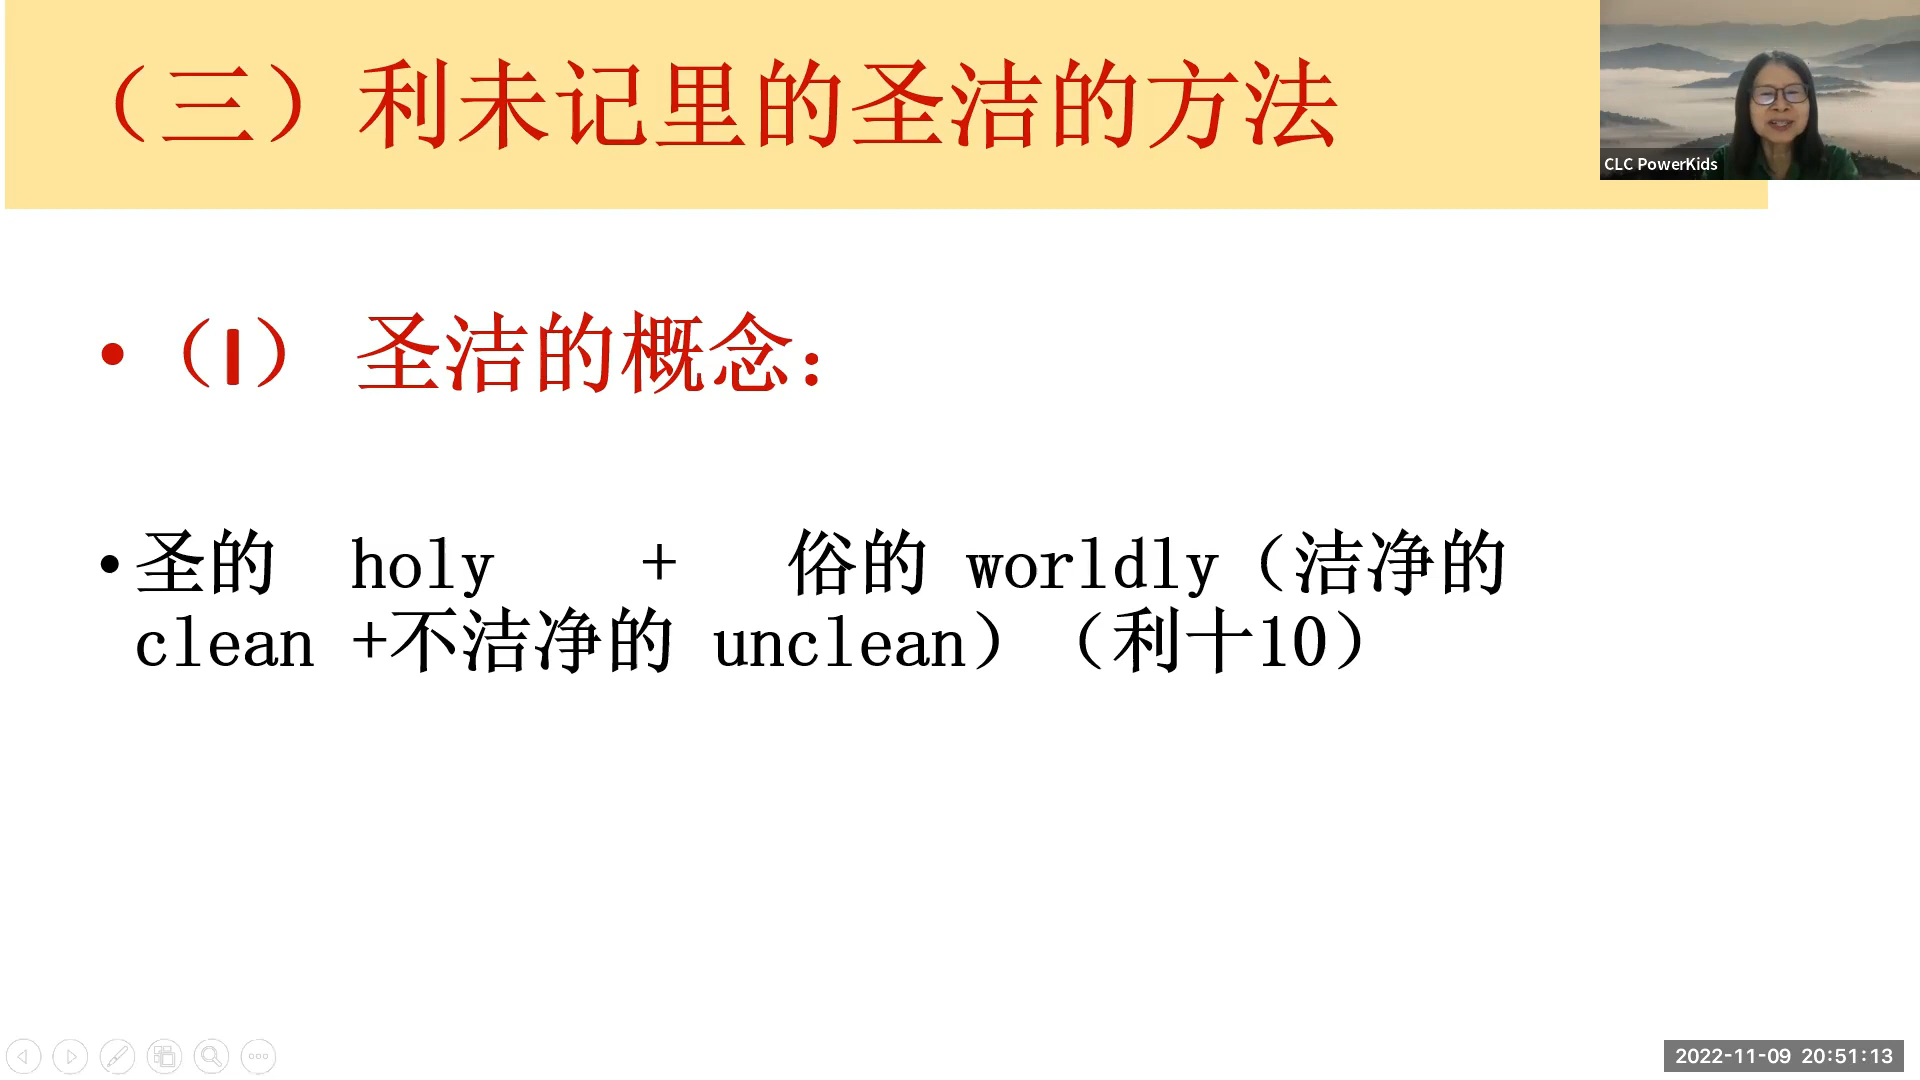 （三）利未记里的圣洁的方法
CLC PowerKids
• （I） 圣洁的概念：
• 圣的 holy + 俗的 worldly（洁净的
clean +不洁净的 unclean）（利十10）
2022-11-09 20:51:13